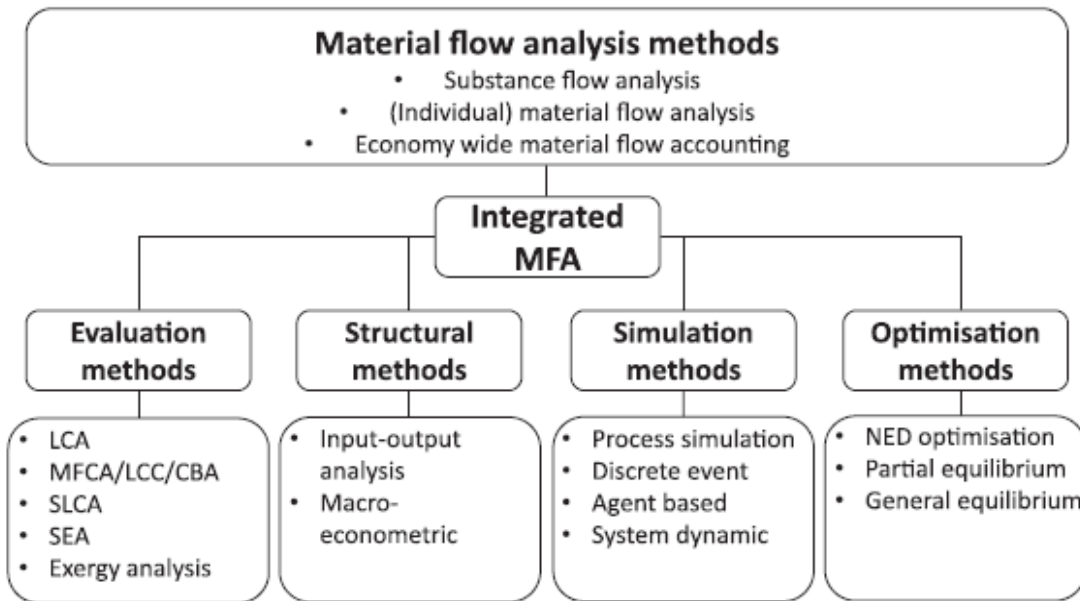 Material flow analysis methods
• Substance flow analysis
• (Individual) material flow analysis
• Economy wide material flow accounting
Integrated
MFA
Evaluation
methods
• LCA
• MFCA/LCC/CBA
• SLCA
• SEA
• Exergy analysis
Structural
methods
• Input-output
analysis
• Macro-
econometric
Simulation
methods
• Process simulation
• Discrete event
• Agent based
• System dynamic
Optimisation
methods
• NED optimisation
• Partial equilibrium
• General equilibrium